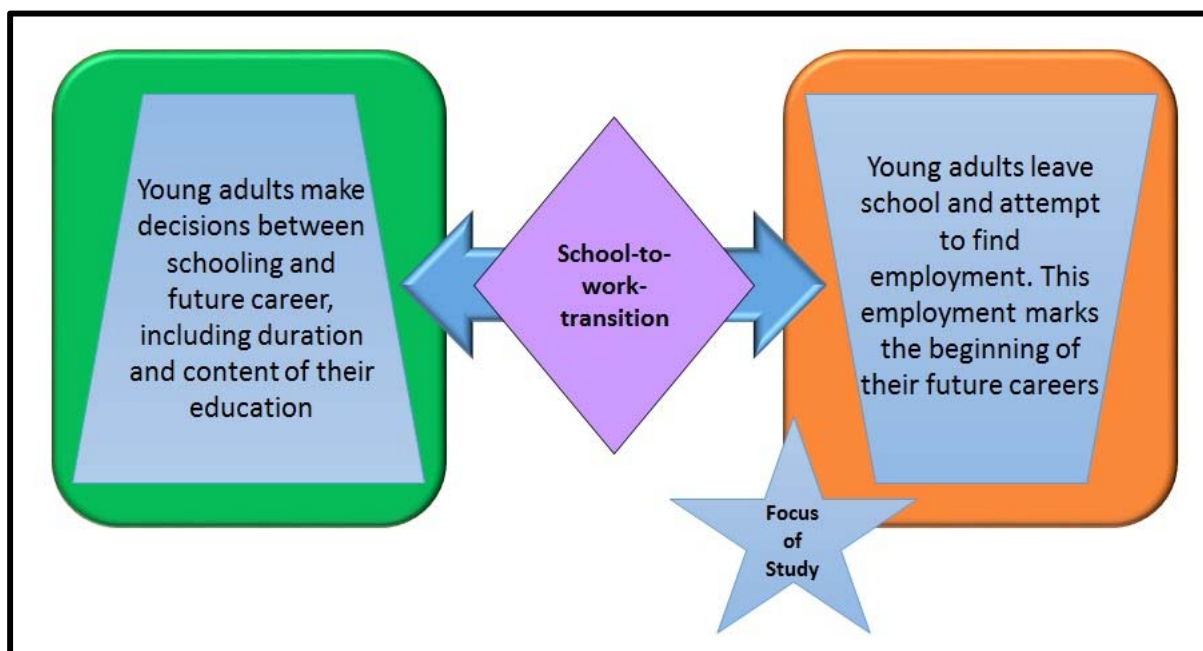 Young adults make
decisions between
schooling and
future career,
including duration
and content of their
education
School-to-
work-
transition
Young adults leave
school and attempt
to find
employment. This
employment marks
the beginning of
their future careers
Focus
of
Study